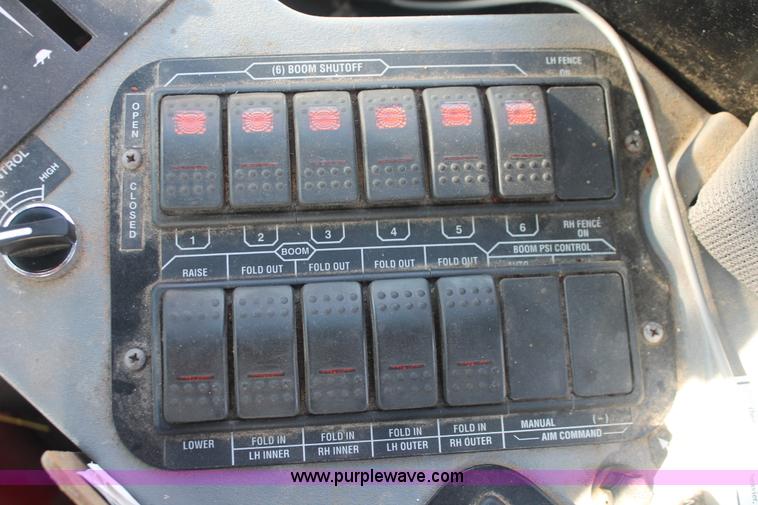 (6) BOOM SHUTOFF
LH FENCE
ON
OPEN
CLOSED
CONTROL
HIGH
1 2 3 4 5 6
RH FENCE
ON
BOOM
BOOM PSI CONTROL
RAISE FOLD OUT FOLD OUT FOLD OUT FOLD OUT AUTO
LOWER
FOLD IN
LH INNER
FOLD IN
RH INNER
FOLD IN
LH OUTER
FOLD IN
RH OUTER
MANUAL (-)
AIM COMMAND
www.purplewave.com